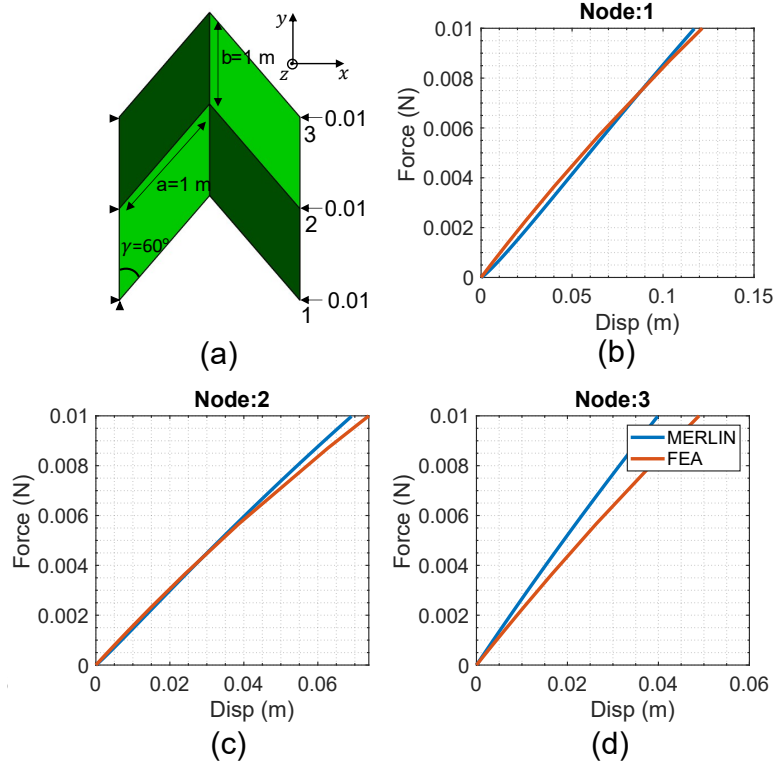 y
b=1 m
z
x
0.01
3
a=1 m
0.01
2
γ=60°
0.01
1
(a)
Node:1
0.01
0.008
0.006
0.004
0.002
0
Force (N)
0
0.05
0.1
0.15
Disp (m)
(b)
Node:2
0.01
0.008
0.006
0.004
0.002
0
Force (N)
0
0.02
0.04
0.06
Disp (m)
(c)
Node:3
MERLIN
FEA
0.01
0.008
0.006
0.004
0.002
0
Force (N)
0
0.02
0.04
0.06
Disp (m)
(d)